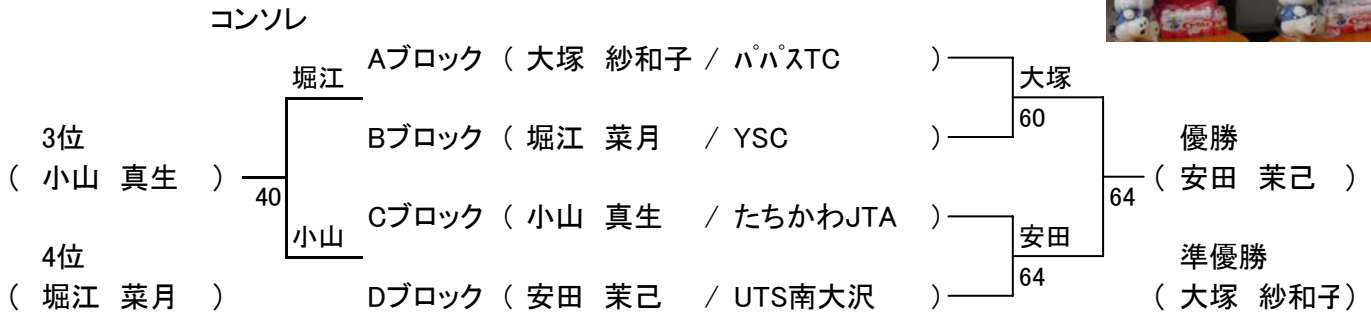 コンソレ
堀江 Aブロック ( 大塚 紗和子 / パパスTC ) 大塚
60
3位 Bブロック ( 堀江 菜月 / YSC ) 優勝
( 小山 真生 ) 40 64 ( 安田 茉己 )
小山 Cブロック ( 小山 真生 / たちかわJTA ) 安田
4位 64 準優勝
( 堀江 菜月 ) Dブロック ( 安田 茉己 / UTS南大沢 ) ( 大塚 紗和子)